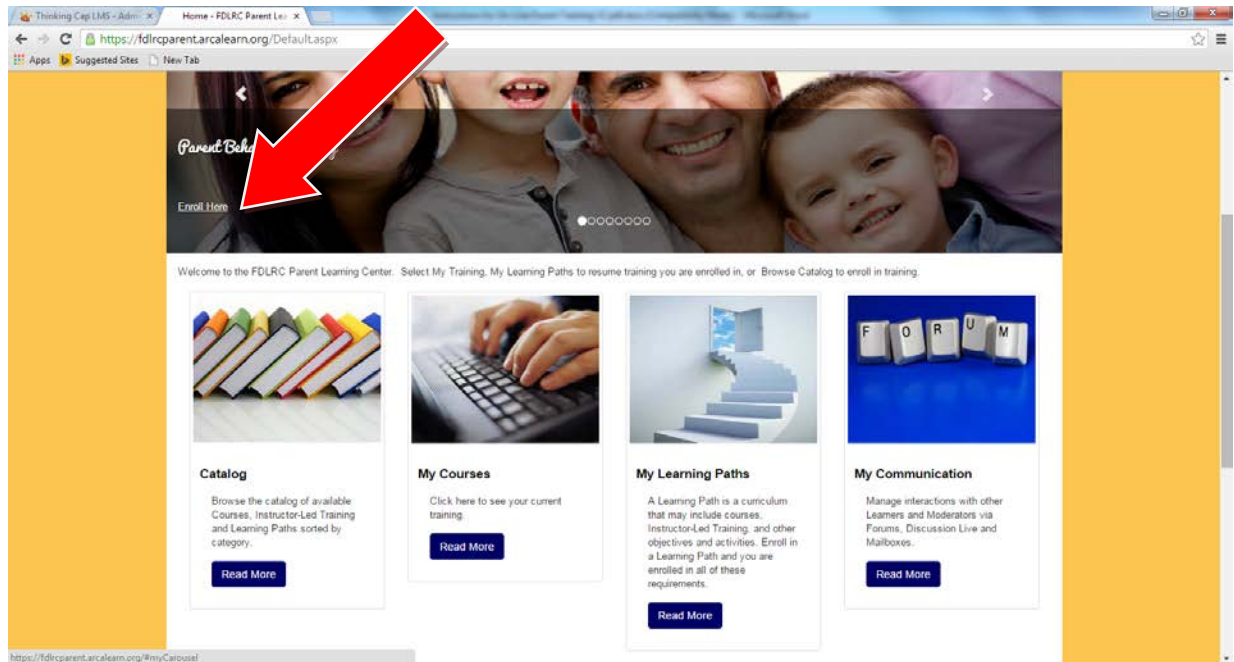 Thinking Cap LMS - Admi
Home - FDLRC Parent Lea
https://fdlrcparent.arcalearn.org/Default.aspx
Apps
Suggested Sites
New Tab
Parent Beha
Enroll Here
Welcome to the FDLRC Parent Learning Center. Select My Training, My Learning Paths to resume training you are enrolled in, or Browse Catalog to enroll in training.
FORUM
Catalog
Browse the catalog of available
Courses, Instructor-Led Training
and Learning Paths sorted by
category.
Read More
My Courses
Click here to see your current
training.
Read More
My Learning Paths
A Learning Path is a curriculum
that may include courses,
Instructor-Led Training, and other
objectives and activities. Enroll in
a Learning Path and you are
enrolled in all of these
requirements.
Read More
My Communication
Manage interactions with other
Learners and Moderators via
Forums, Discussion Live and
Mailboxes.
Read More
https://fdlrcparent.arcalearn.org/#myCarousel